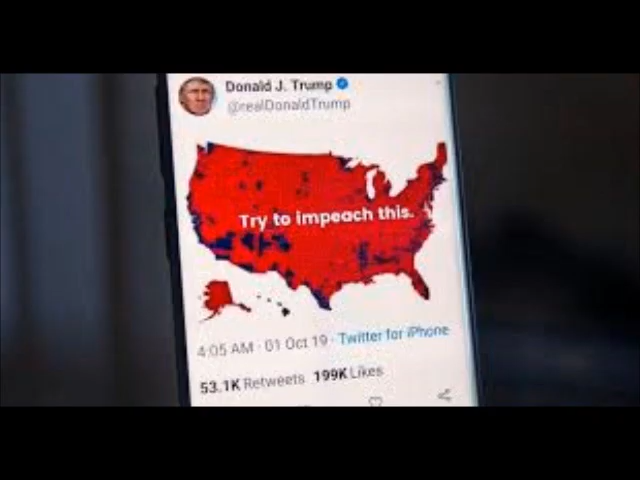 Donald J. Trump
@realDonaldTrump
Try to impeach this.
4:05 AM · 01 Oct 19 · Twitter for iPhone
53.1K Retweets 199K Likes